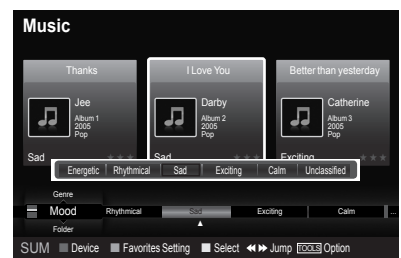 Music
Thanks I Love You Better than yesterday
Jee Darby Catherine
Album 1 Album 2 Album 3
2005 2005 2005
Pop Pop Pop
Sad Sad Exciting
Energetic Rhythmical Sad Exciting Calm Unclassified
Genre
Mood Rhythmical Sad Exciting Calm ...
Folder
SUM Device Favorites Setting Select Jump TOOLS Option